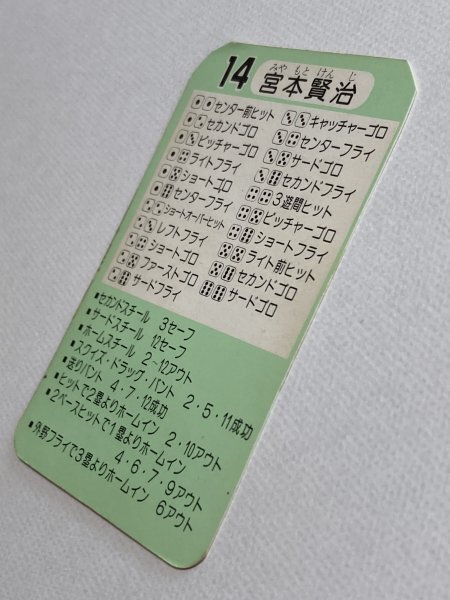 みや もと けん じ
14 宮本賢治
⚀⚀センター前ヒット
⚀⚁セカンドゴロ
⚀⚂ピッチャーゴロ
⚀⚃ライトフライ
⚀⚄ショートゴロ
⚀⚅センターフライ
⚁⚁ショートオーバーヒット
⚁⚂レフトフライ
⚁⚃ショートゴロ
⚁⚄ファーストゴロ
⚁⚅サードフライ
⚂⚂キャッチャーゴロ
⚂⚃センターフライ
⚂⚄サードゴロ
⚂⚅セカンドフライ
⚃⚃3遊間ヒット
⚃⚄ピッチャーゴロ
⚃⚅ショートフライ
⚄⚄ライト前ヒット
⚄⚅セカンドゴロ
⚅⚅サードゴロ
▪セカンドスチール 3セーフ
▪サードスチール 12セーフ
▪ホームスチール 2~12アウト
▪スクイズ・ドラッグ・バント 2・5・11成功
▪送りバント 4・7・12成功
▪ヒットで2塁よりホームイン 2・10アウト
▪2ベースヒットで1塁よりホームイン
4・6・7・9アウト
▪外野フライで3塁よりホームイン 6アウト